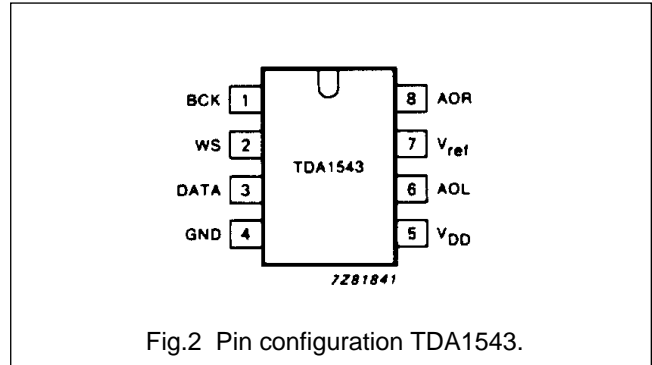 BCK 1 8 AOR
WS 2 7 Vref
TDA1543
DATA 3 6 AOL
GND 4 5 VDD
7Z81841
Fig.2 Pin configuration TDA1543.